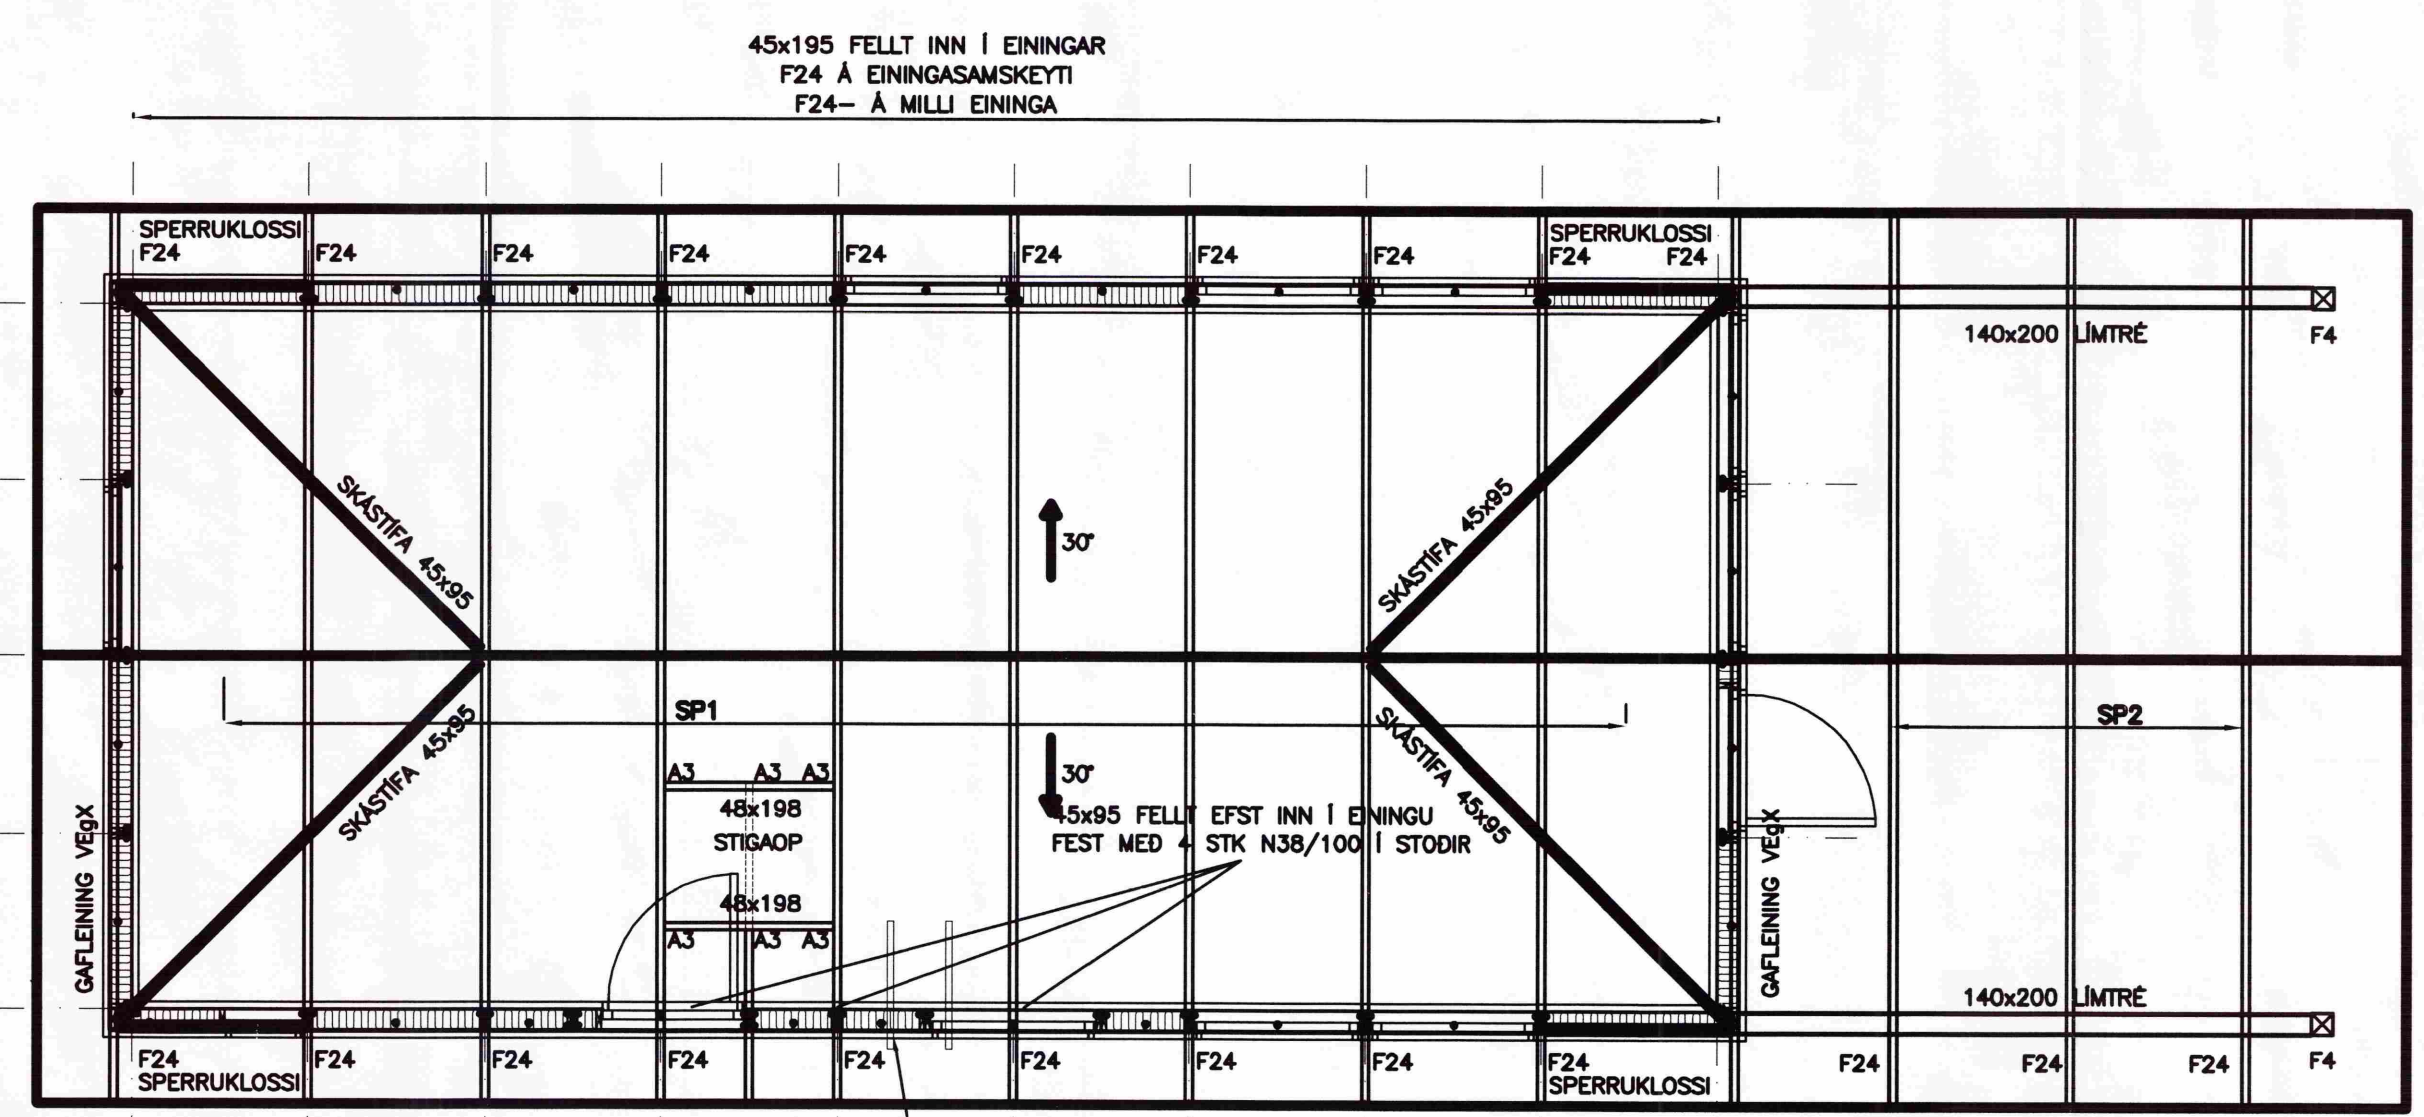 45x195 FELLT INN Í EININGAR
F24 Á EININGASAMSKEYTI
F24- Á MILLI EININGA
SPERRUKLOSSI
SPERRUKLOSSI
F24 F24 F24 F24 F24 F24 F24 F24 F24 F24
140x200 LÍMTRÉ
F4
SKÁSTÍFA 45x95
SKÁSTÍFA 45x95
30°
SP1
SP2
SKÁSTÍFA 45x95
SKÁSTÍFA 45x95
30°
A3 A3 A3
48x198
STIGAOP
45x95 FELLT EFST INN Í EININGU
FEST MEÐ 4 STK N38/100 Í STOÐIR
48x198
A3 A3 A3
GAFLEINING VEgX
GAFLEINING VEgX
140x200 LÍMTRÉ
F24 F24 F24 F24 F24 F24 F24 F24 F24 F24 F24 F24 F4
SPERRUKLOSSI
SPERRUKLOSSI